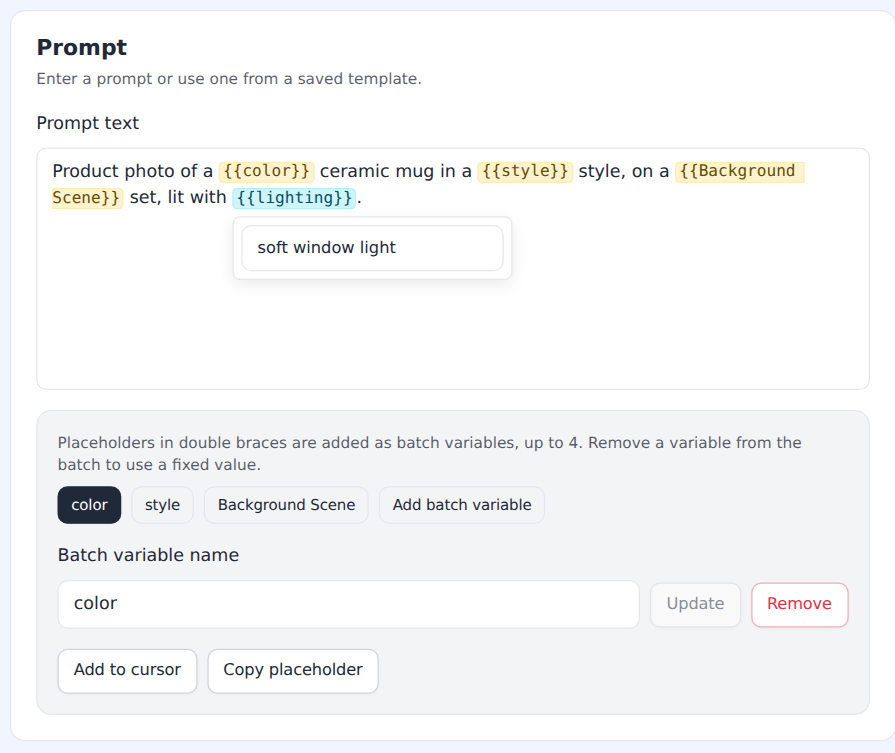 Prompt
Enter a prompt or use one from a saved template.
Prompt text
Product photo of a {{color}} ceramic mug in a {{style}} style, on a {{Background
Scene}} set, lit with {{lighting}}.
soft window light
Placeholders in double braces are added as batch variables, up to 4. Remove a variable from the
batch to use a fixed value.
color style Background Scene Add batch variable
Batch variable name
color Update Remove
Add to cursor Copy placeholder